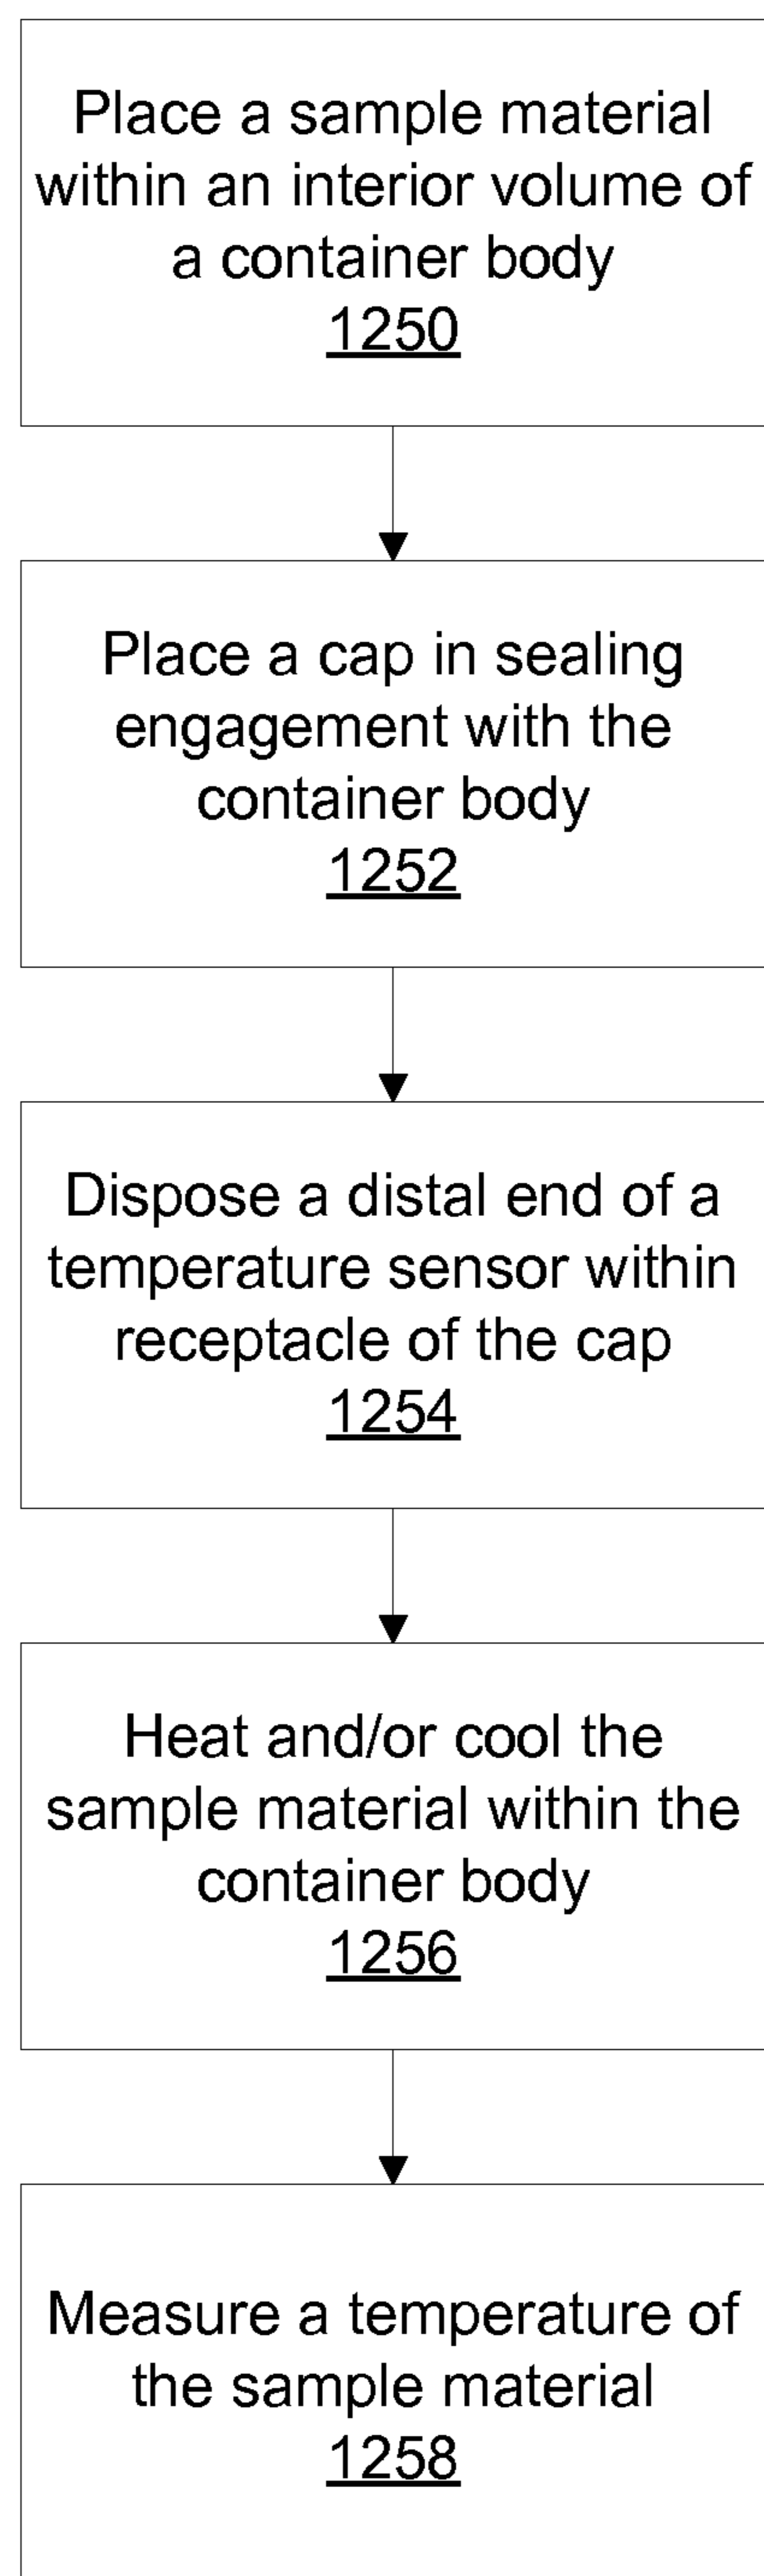 Place a sample material
within an interior volume of
a container body
1250
Place a cap in sealing
engagement with the
container body
1252
Dispose a distal end of a
temperature sensor within
receptacle of the cap
1254
Heat and/or cool the
sample material within the
container body
1256
Measure a temperature of
the sample material
1258